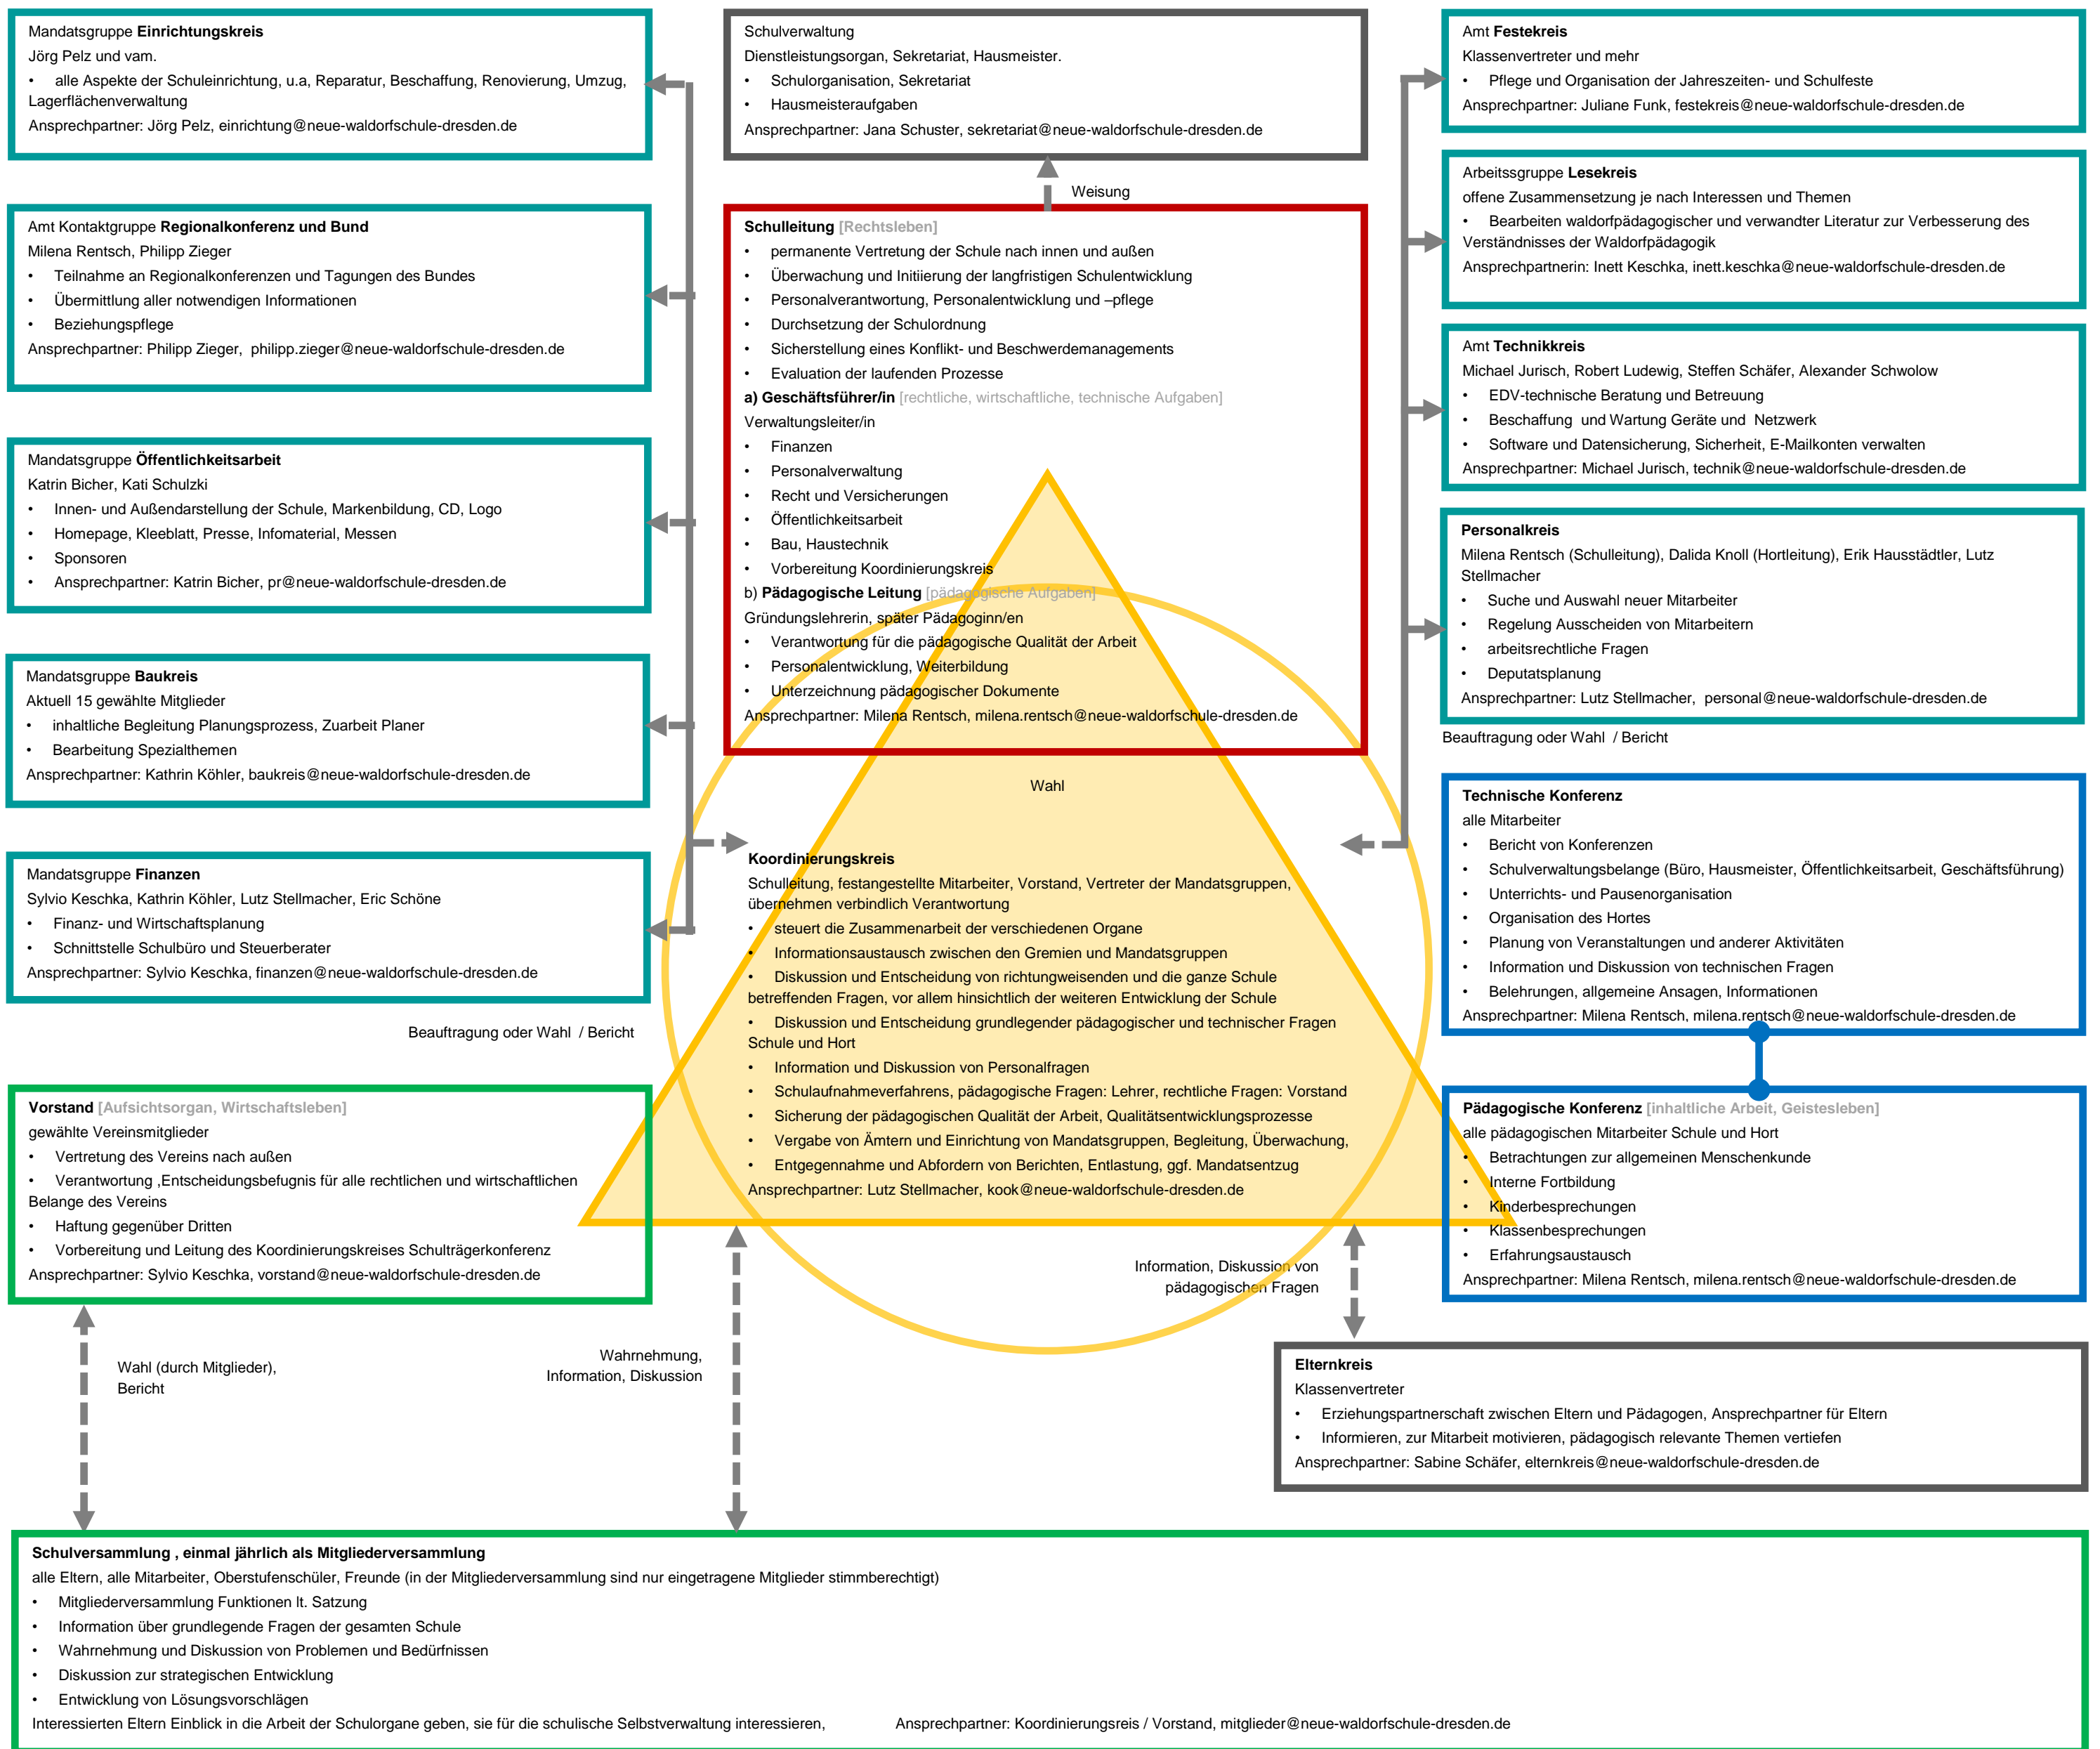 Mandatsgruppe Einrichtungskreis
Jörg Pelz und vam.
• alle Aspekte der Schuleinrichtung, u.a, Reparatur, Beschaffung, Renovierung, Umzug,
Lagerflächenverwaltung
Ansprechpartner: Jörg Pelz, einrichtung@neue-waldorfschule-dresden.de
Amt Kontaktgruppe Regionalkonferenz und Bund
Milena Rentsch, Philipp Zieger
• Teilnahme an Regionalkonferenzen und Tagungen des Bundes
• Übermittlung aller notwendigen Informationen
• Beziehungspflege
Ansprechpartner: Philipp Zieger, philipp.zieger@neue-waldorfschule-dresden.de
Mandatsgruppe Öffentlichkeitsarbeit
Katrin Bicher, Kati Schulzki
• Innen- und Außendarstellung der Schule, Markenbildung, CD, Logo
• Homepage, Kleeblatt, Presse, Infomaterial, Messen
• Sponsoren
• Ansprechpartner: Katrin Bicher, pr@neue-waldorfschule-dresden.de
Mandatsgruppe Baukreis
Aktuell 15 gewählte Mitglieder
• inhaltliche Begleitung Planungsprozess, Zuarbeit Planer
• Bearbeitung Spezialthemen
Ansprechpartner: Kathrin Köhler, baukreis@neue-waldorfschule-dresden.de
Mandatsgruppe Finanzen
Sylvio Keschka, Kathrin Köhler, Lutz Stellmacher, Eric Schöne
• Finanz- und Wirtschaftsplanung
• Schnittstelle Schulbüro und Steuerberater
Ansprechpartner: Sylvio Keschka, finanzen@neue-waldorfschule-dresden.de
Beauftragung oder Wahl / Bericht
Vorstand [Aufsichtsorgan, Wirtschaftsleben]
gewählte Vereinsmitglieder
• Vertretung des Vereins nach außen
• Verantwortung ,Entscheidungsbefugnis für alle rechtlichen und wirtschaftlichen
Belange des Vereins
• Haftung gegenüber Dritten
• Vorbereitung und Leitung des Koordinierungskreises Schulträgerkonferenz
Ansprechpartner: Sylvio Keschka, vorstand@neue-waldorfschule-dresden.de
Wahl (durch Mitglieder),
Bericht
Schulverwaltung
Dienstleistungsorgan, Sekretariat, Hausmeister.
• Schulorganisation, Sekretariat
• Hausmeisteraufgaben
Ansprechpartner: Jana Schuster, sekretariat@neue-waldorfschule-dresden.de
Weisung
Schulleitung [Rechtsleben]
• permanente Vertretung der Schule nach innen und außen
• Überwachung und Initiierung der langfristigen Schulentwicklung
• Personalverantwortung, Personalentwicklung und –pflege
• Durchsetzung der Schulordnung
• Sicherstellung eines Konflikt- und Beschwerdemanagements
• Evaluation der laufenden Prozesse
a) Geschäftsführer/in [rechtliche, wirtschaftliche, technische Aufgaben]
Verwaltungsleiter/in
• Finanzen
• Personalverwaltung
• Recht und Versicherungen
• Öffentlichkeitsarbeit
• Bau, Haustechnik
• Vorbereitung Koordinierungskreis
b) Pädagogische Leitung [pädagogische Aufgaben]
Gründungslehrerin, später Pädagoginn/en
• Verantwortung für die pädagogische Qualität der Arbeit
• Personalentwicklung, Weiterbildung
• Unterzeichnung pädagogischer Dokumente
Ansprechpartner: Milena Rentsch, milena.rentsch@neue-waldorfschule-dresden.de
Wahl
Koordinierungskreis
Schulleitung, festangestellte Mitarbeiter, Vorstand, Vertreter der Mandatsgruppen,
übernehmen verbindlich Verantwortung
• steuert die Zusammenarbeit der verschiedenen Organe
• Informationsaustausch zwischen den Gremien und Mandatsgruppen
• Diskussion und Entscheidung von richtungweisenden und die ganze Schule
betreffenden Fragen, vor allem hinsichtlich der weiteren Entwicklung der Schule
• Diskussion und Entscheidung grundlegender pädagogischer und technischer Fragen
Schule und Hort
• Information und Diskussion von Personalfragen
• Schulaufnahmeverfahrens, pädagogische Fragen: Lehrer, rechtliche Fragen: Vorstand
• Sicherung der pädagogischen Qualität der Arbeit, Qualitätsentwicklungsprozesse
• Vergabe von Ämtern und Einrichtung von Mandatsgruppen, Begleitung, Überwachung,
• Entgegennahme und Abfordern von Berichten, Entlastung, ggf. Mandatsentzug
Ansprechpartner: Lutz Stellmacher, kook@neue-waldorfschule-dresden.de
Wahrnehmung,
Information, Diskussion
Information, Diskussion von
pädagogischen Fragen
Amt Festekreis
Klassenvertreter und mehr
• Pflege und Organisation der Jahreszeiten- und Schulfeste
Ansprechpartner: Juliane Funk, festekreis@neue-waldorfschule-dresden.de
Arbeitssgruppe Lesekreis
offene Zusammensetzung je nach Interessen und Themen
• Bearbeiten waldorfpädagogischer und verwandter Literatur zur Verbesserung des
Verständnisses der Waldorfpädagogik
Ansprechpartnerin: Inett Keschka, inett.keschka@neue-waldorfschule-dresden.de
Amt Technikkreis
Michael Jurisch, Robert Ludewig, Steffen Schäfer, Alexander Schwolow
• EDV-technische Beratung und Betreuung
• Beschaffung und Wartung Geräte und Netzwerk
• Software und Datensicherung, Sicherheit, E-Mailkonten verwalten
Ansprechpartner: Michael Jurisch, technik@neue-waldorfschule-dresden.de
Personalkreis
Milena Rentsch (Schulleitung), Dalida Knoll (Hortleitung), Erik Hausstädtler, Lutz
Stellmacher
• Suche und Auswahl neuer Mitarbeiter
• Regelung Ausscheiden von Mitarbeitern
• arbeitsrechtliche Fragen
• Deputatsplanung
Ansprechpartner: Lutz Stellmacher, personal@neue-waldorfschule-dresden.de
Beauftragung oder Wahl / Bericht
Technische Konferenz
alle Mitarbeiter
• Bericht von Konferenzen
• Schulverwaltungsbelange (Büro, Hausmeister, Öffentlichkeitsarbeit, Geschäftsführung)
• Unterrichts- und Pausenorganisation
• Organisation des Hortes
• Planung von Veranstaltungen und anderer Aktivitäten
• Information und Diskussion von technischen Fragen
• Belehrungen, allgemeine Ansagen, Informationen
Ansprechpartner: Milena Rentsch, milena.rentsch@neue-waldorfschule-dresden.de
Pädagogische Konferenz [inhaltliche Arbeit, Geistesleben]
alle pädagogischen Mitarbeiter Schule und Hort
• Betrachtungen zur allgemeinen Menschenkunde
• Interne Fortbildung
• Kinderbesprechungen
• Klassenbesprechungen
• Erfahrungsaustausch
Ansprechpartner: Milena Rentsch, milena.rentsch@neue-waldorfschule-dresden.de
Elternkreis
Klassenvertreter
• Erziehungspartnerschaft zwischen Eltern und Pädagogen, Ansprechpartner für Eltern
• Informieren, zur Mitarbeit motivieren, pädagogisch relevante Themen vertiefen
Ansprechpartner: Sabine Schäfer, elternkreis@neue-waldorfschule-dresden.de
Schulversammlung , einmal jährlich als Mitgliederversammlung
alle Eltern, alle Mitarbeiter, Oberstufenschüler, Freunde (in der Mitgliederversammlung sind nur eingetragene Mitglieder stimmberechtigt)
• Mitgliederversammlung Funktionen lt. Satzung
• Information über grundlegende Fragen der gesamten Schule
• Wahrnehmung und Diskussion von Problemen und Bedürfnissen
• Diskussion zur strategischen Entwicklung
• Entwicklung von Lösungsvorschlägen
Interessierten Eltern Einblick in die Arbeit der Schulorgane geben, sie für die schulische Selbstverwaltung interessieren, Ansprechpartner: Koordinierungsreis / Vorstand, mitglieder@neue-waldorfschule-dresden.de